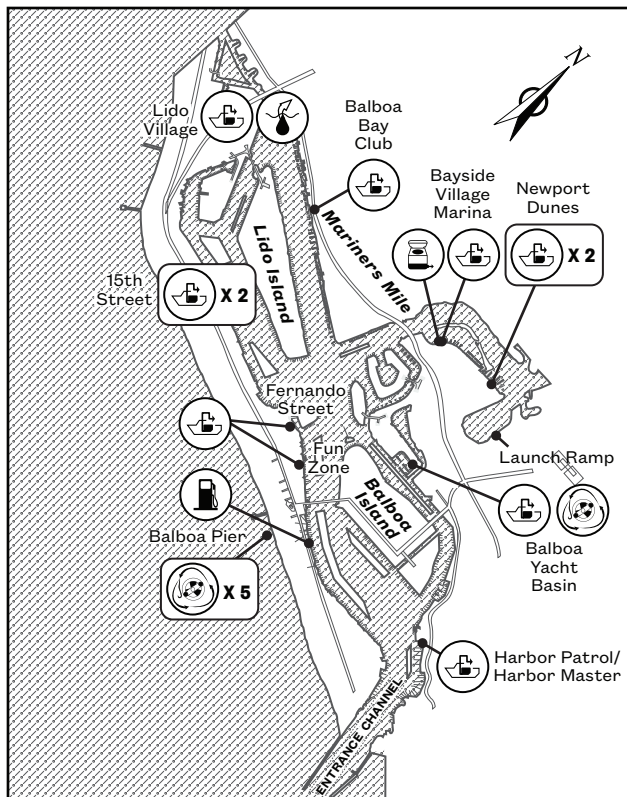 N
Lido
Village
Balboa
Bay
Club
Bayside
Village
Marina
Newport
Dunes
X 2
Mariners Mile
Lido Island
15th
Street
X 2
Fernando
Street
Fun
Zone
Launch Ramp
Balboa
Island
Balboa Pier
X 5
Balboa
Yacht
Basin
Harbor Patrol/
Harbor Master
ENTRANCE CHANNEL